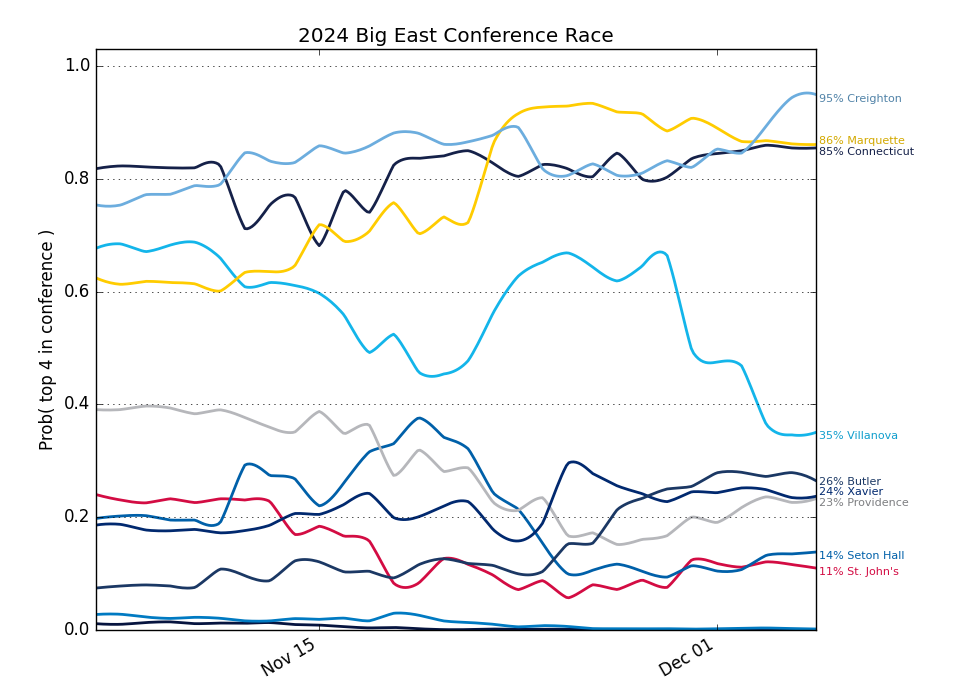 2024 Big East Conference Race
Prob( top 4 in conference )
1.0
0.8
0.6
0.4
0.2
0.0
Nov 15
Dec 01
95% Creighton
86% Marquette
85% Connecticut
35% Villanova
26% Butler
24% Xavier
23% Providence
14% Seton Hall
11% St. John's